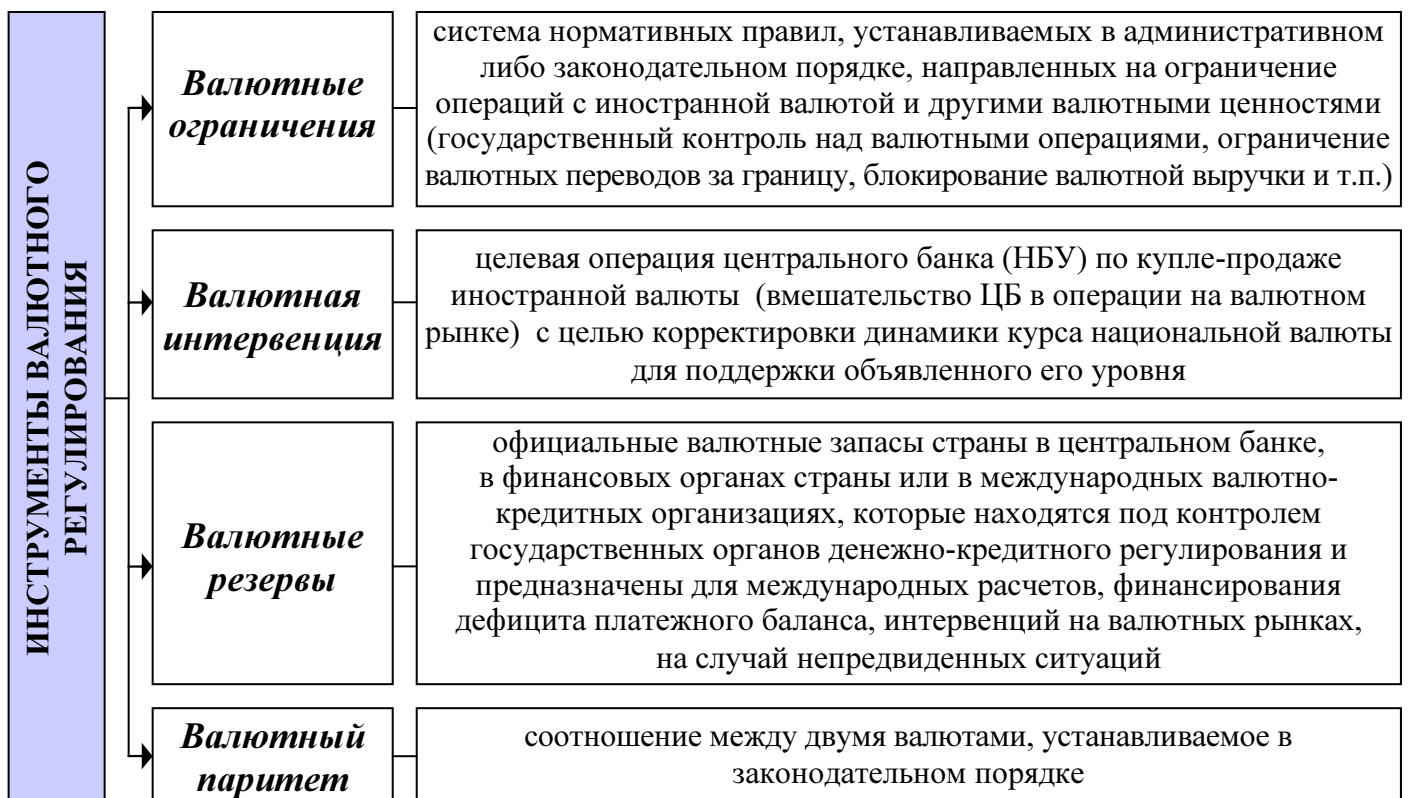 ИНСТРУМЕНТЫ ВАЛЮТНОГО
РЕГУЛИРОВАНИЯ
Валютные
ограничения
система нормативных правил, устанавливаемых в административном
либо законодательном порядке, направленных на ограничение
операций с иностранной валютой и другими валютными ценностями
(государственный контроль над валютными операциями, ограничение
валютных переводов за границу, блокирование валютной выручки и т.п.)
Валютная
интервенция
целевая операция центрального банка (НБУ) по купле-продаже
иностранной валюты (вмешательство ЦБ в операции на валютном
рынке) с целью корректировки динамики курса национальной валюты
для поддержки объявленного его уровня
Валютные
резервы
официальные валютные запасы страны в центральном банке,
в финансовых органах страны или в международных валютно-
кредитных организациях, которые находятся под контролем
государственных органов денежно-кредитного регулирования и
предназначены для международных расчетов, финансирования
дефицита платежного баланса, интервенций на валютных рынках,
на случай непредвиденных ситуаций
Валютный
паритет
соотношение между двумя валютами, устанавливаемое в
законодательном порядке